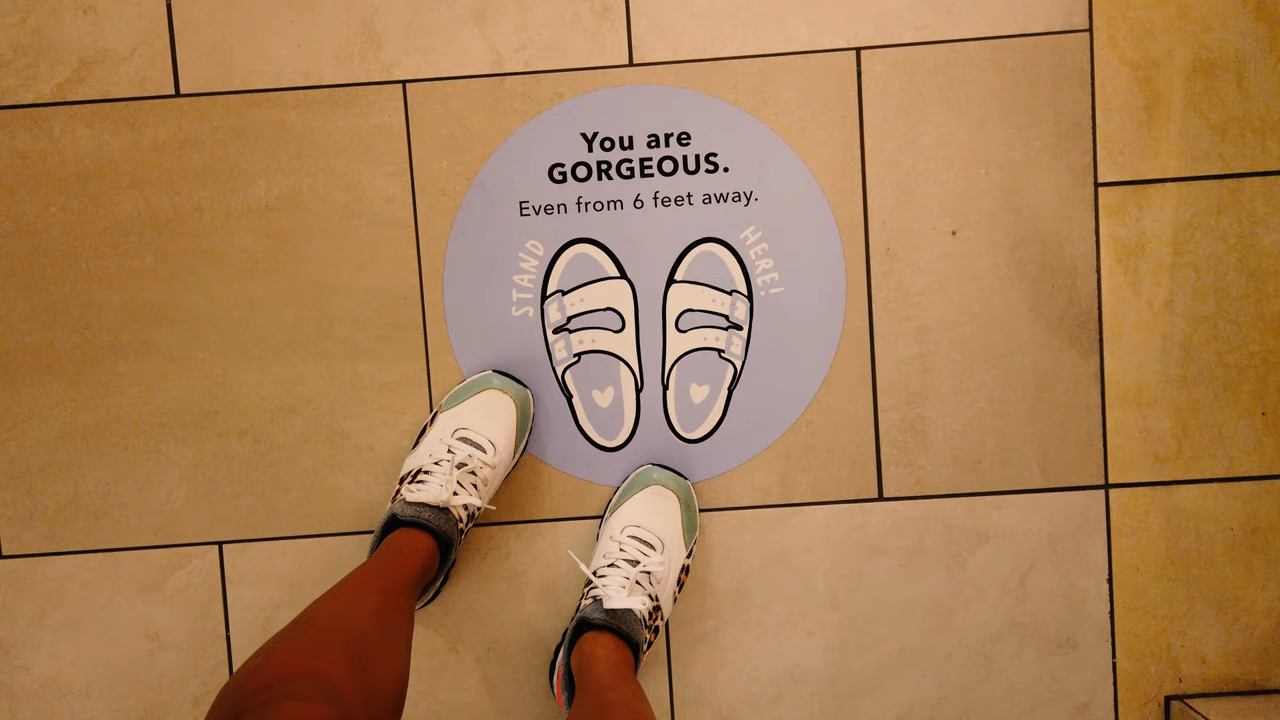 You are
GORGEOUS.
Even from 6 feet away.
STAND
HERE!